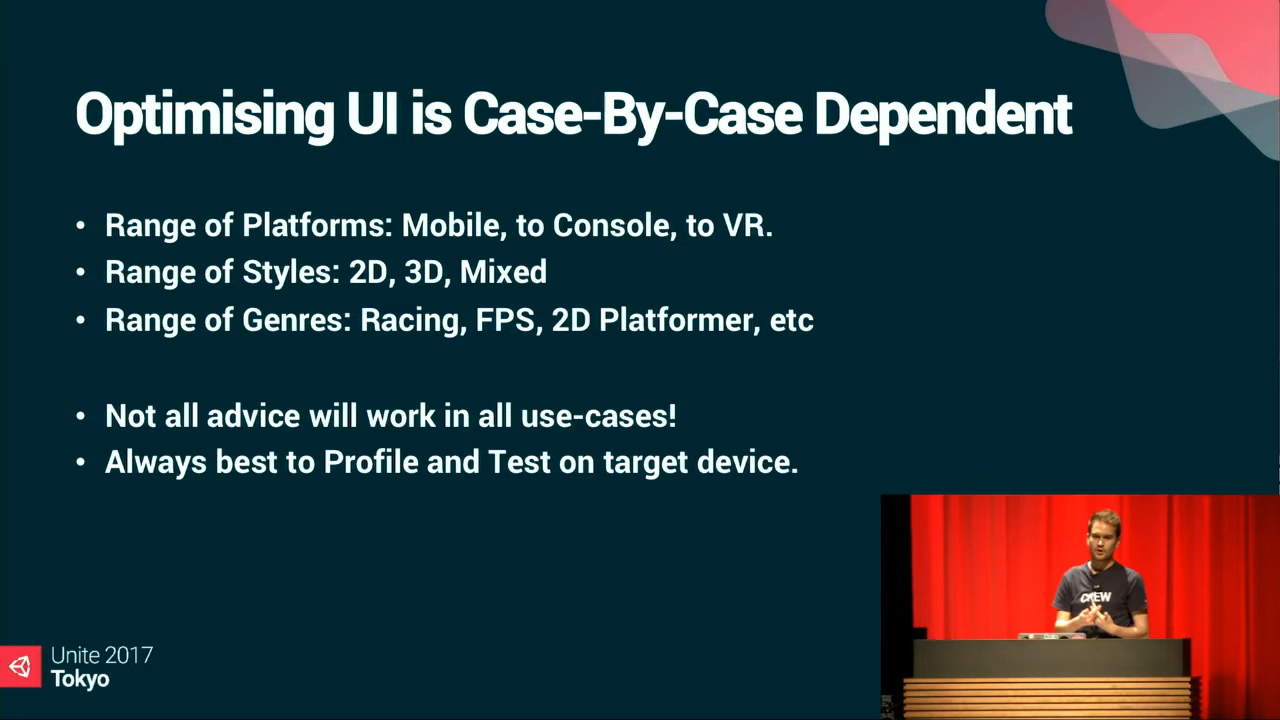 Optimising UI is Case-By-Case Dependent
• Range of Platforms: Mobile, to Console, to VR.
• Range of Styles: 2D, 3D, Mixed
• Range of Genres: Racing, FPS, 2D Platformer, etc
• Not all advice will work in all use-cases!
• Always best to Profile and Test on target device.
CREW
Unite 2017
Tokyo